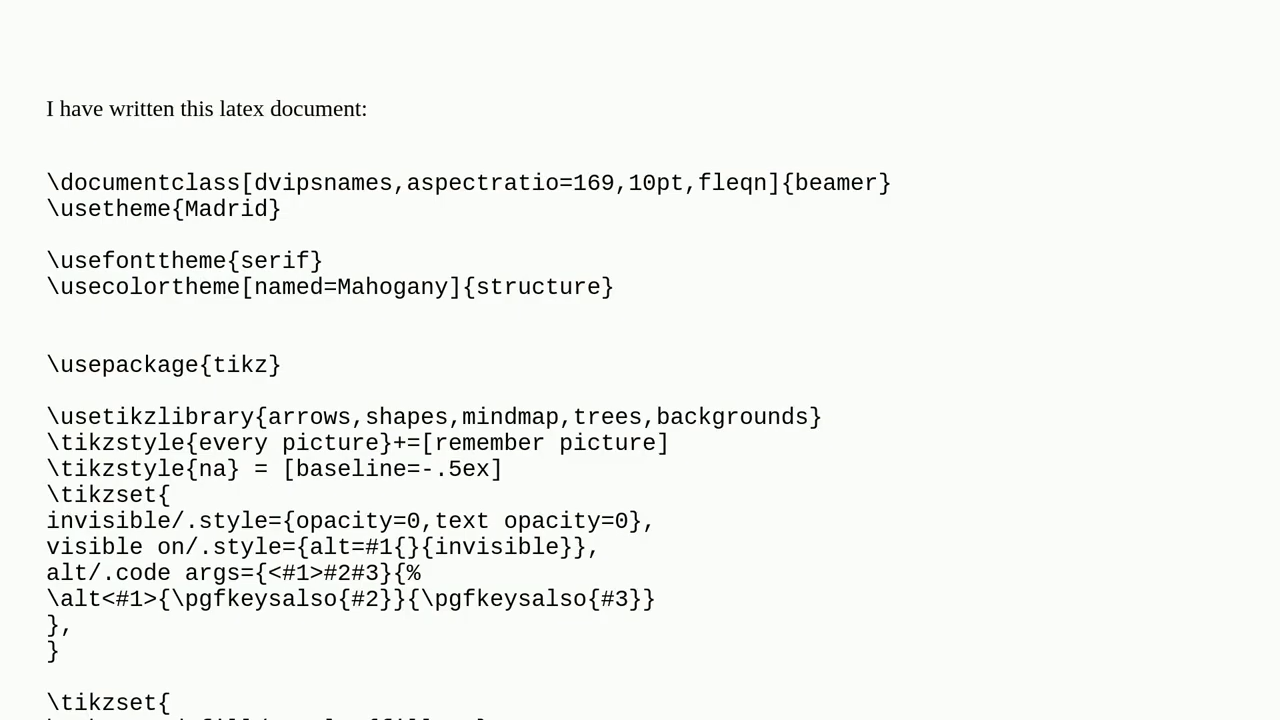 I have written this latex document:
\documentclass[dvipsnames,aspectratio=169,10pt,fleqn]{beamer}
\usetheme{Madrid}
\usefonttheme{serif}
\usecolortheme[named=Mahogany]{structure}
\usepackage{tikz}
\usetikzlibrary{arrows,shapes,mindmap,trees,backgrounds}
\tikzstyle{every picture}+=[remember picture]
\tikzstyle{na} = [baseline=-.5ex]
\tikzset{
invisible/.style={opacity=0,text opacity=0},
visible on/.style={alt=#1{}{invisible}},
alt/.code args={<#1>#2#3}{%
\alt<#1>{\pgfkeysalso{#2}}{\pgfkeysalso{#3}}
},
}
\tikzset{